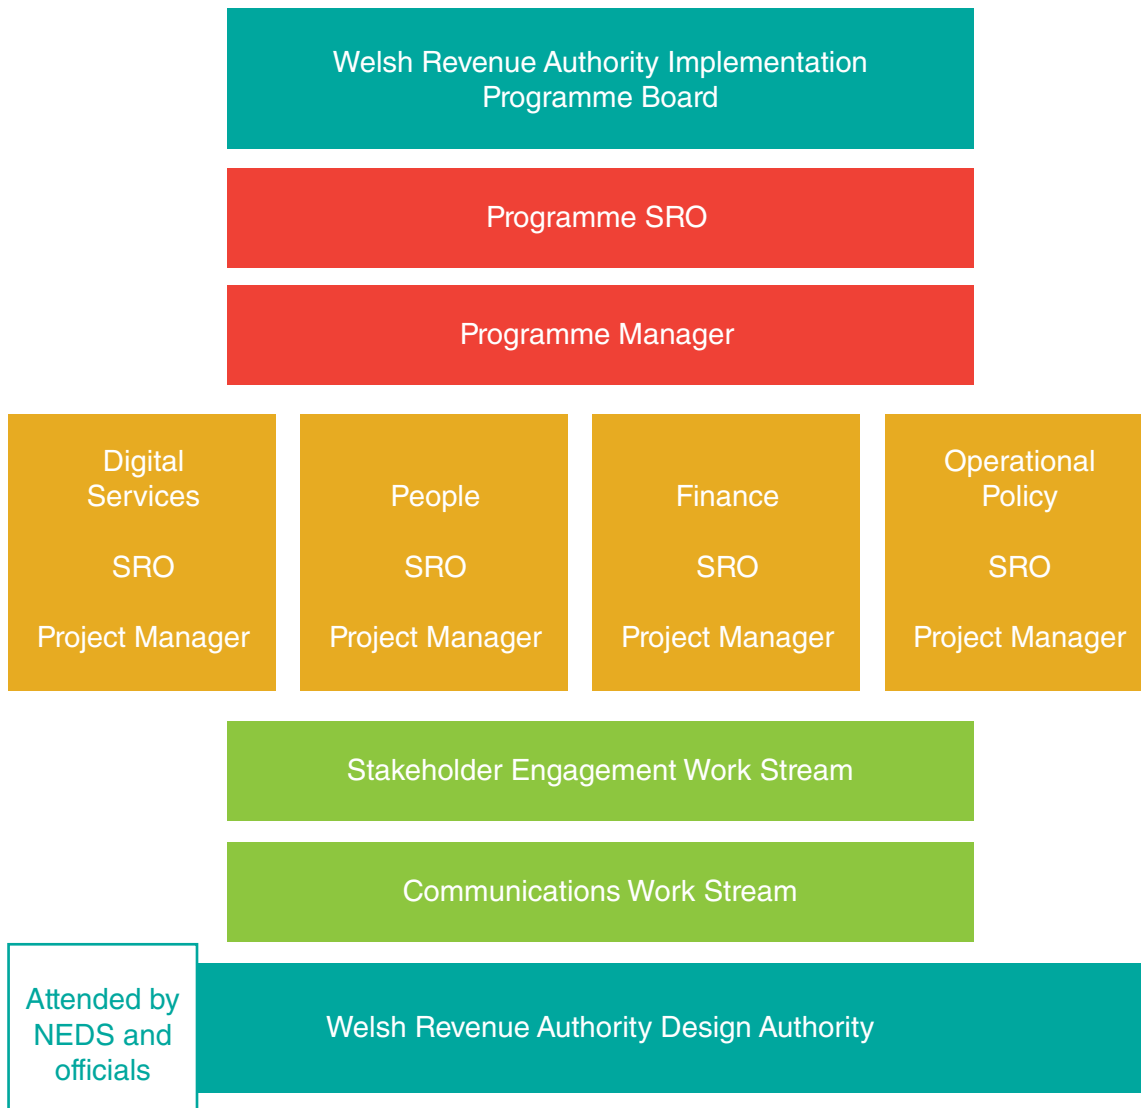 Welsh Revenue Authority Implementation
Programme Board
Programme SRO
Programme Manager
Digital
Services
SRO
Project Manager
People
SRO
Project Manager
Finance
SRO
Project Manager
Operational
Policy
SRO
Project Manager
Stakeholder Engagement Work Stream
Communications Work Stream
Attended by
NEDS and
officials
Welsh Revenue Authority Design Authority